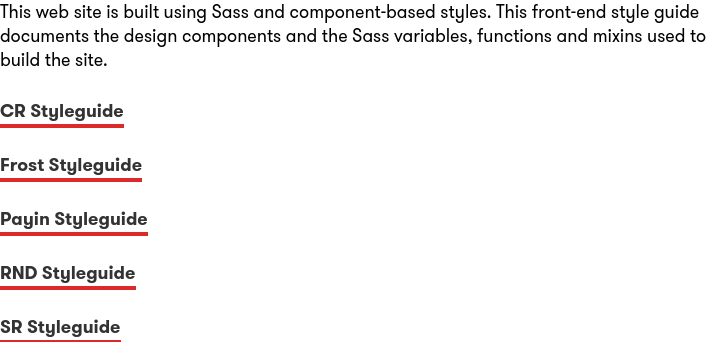 This web site is built using Sass and component-based styles. This front-end style guide
documents the design components and the Sass variables, functions and mixins used to
build the site.
CR Styleguide
Frost Styleguide
Payin Styleguide
RND Styleguide
SR Styleguide